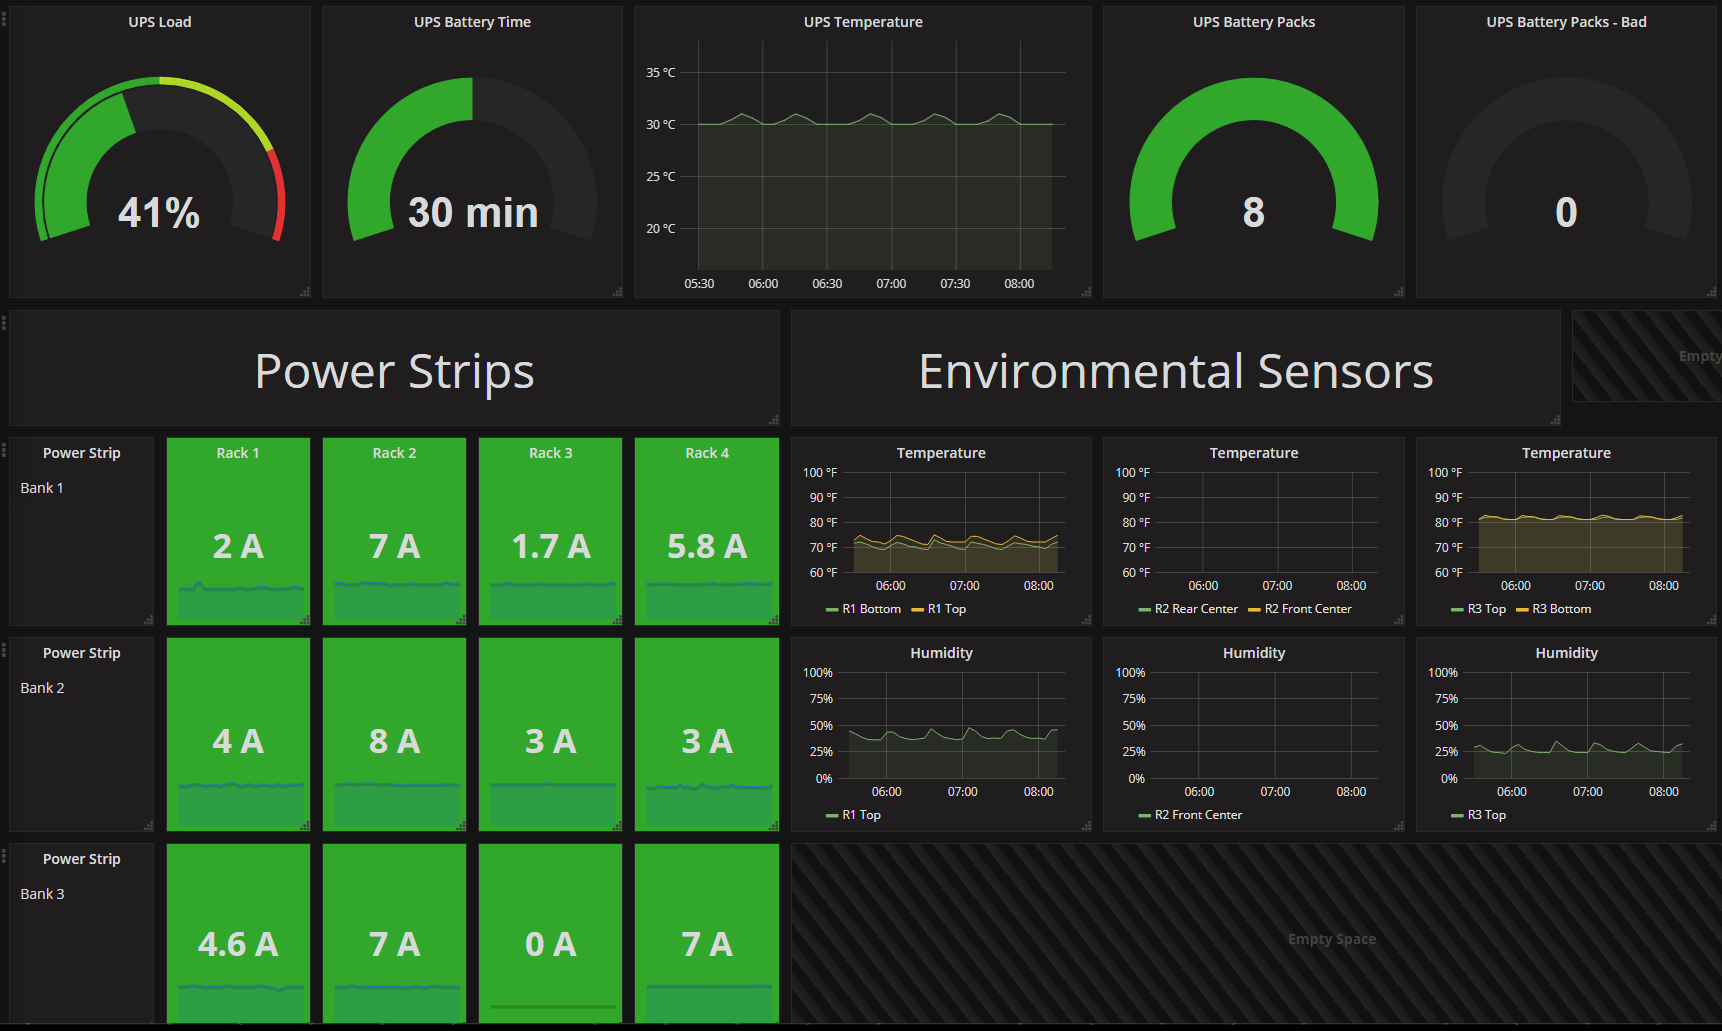 UPS Load
41%
UPS Battery Time
30 min
UPS Temperature
35 °C
30 °C
25 °C
20 °C
05:30 06:00 06:30 07:00 07:30 08:00
UPS Battery Packs
8
UPS Battery Packs - Bad
0
Power Strips
Environmental Sensors
Empty
Power Strip
Bank 1
Rack 1
2 A
Rack 2
7 A
Rack 3
1.7 A
Rack 4
5.8 A
Temperature
100 °F
90 °F
80 °F
70 °F
60 °F
06:00 07:00 08:00
R1 Bottom R1 Top
Temperature
100 °F
90 °F
80 °F
70 °F
60 °F
06:00 07:00 08:00
R2 Rear Center R2 Front Center
Temperature
100 °F
90 °F
80 °F
70 °F
60 °F
06:00 07:00 08:00
R3 Top R3 Bottom
Power Strip
Bank 2
4 A
8 A
3 A
3 A
Humidity
100%
75%
50%
25%
0%
06:00 07:00 08:00
R1 Top
Humidity
100%
75%
50%
25%
0%
06:00 07:00 08:00
R2 Front Center
Humidity
100%
75%
50%
25%
0%
06:00 07:00 08:00
R3 Top
Power Strip
Bank 3
4.6 A
7 A
0 A
7 A
Empty Space